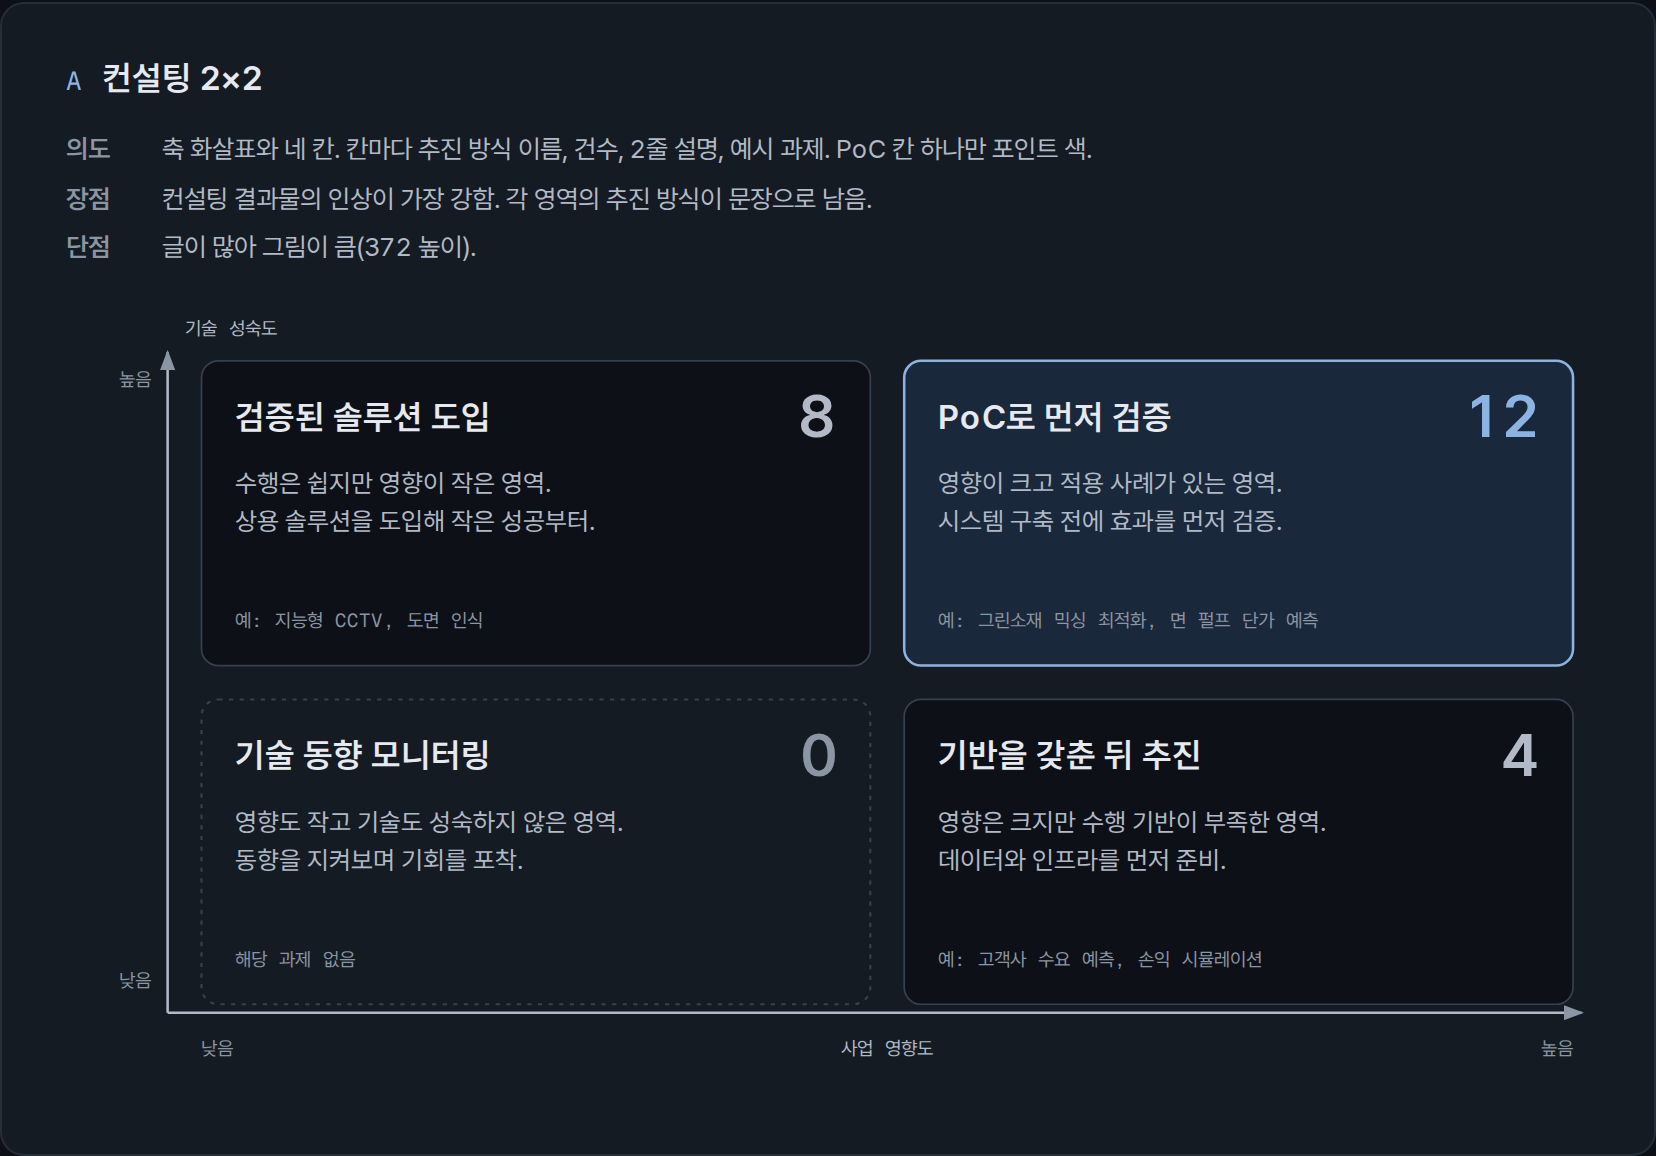 A 컨설팅 2×2
의도 축 화살표와 네 칸. 칸마다 추진 방식 이름, 건수, 2줄 설명, 예시 과제. PoC 칸 하나만 포인트 색.
장점 컨설팅 결과물의 인상이 가장 강함. 각 영역의 추진 방식이 문장으로 남음.
단점 글이 많아 그림이 큼(372 높이).
기술 성숙도
높음
검증된 솔루션 도입 8
수행은 쉽지만 영향이 작은 영역.
상용 솔루션을 도입해 작은 성공부터.
예: 지능형 CCTV, 도면 인식
PoC로 먼저 검증 12
영향이 크고 적용 사례가 있는 영역.
시스템 구축 전에 효과를 먼저 검증.
예: 그린소재 믹싱 최적화, 면 펄프 단가 예측
기술 동향 모니터링 0
영향도 작고 기술도 성숙하지 않은 영역.
동향을 지켜보며 기회를 포착.
해당 과제 없음
기반을 갖춘 뒤 추진 4
영향은 크지만 수행 기반이 부족한 영역.
데이터와 인프라를 먼저 준비.
예: 고객사 수요 예측, 손익 시뮬레이션
낮음
낮음
사업 영향도
높음